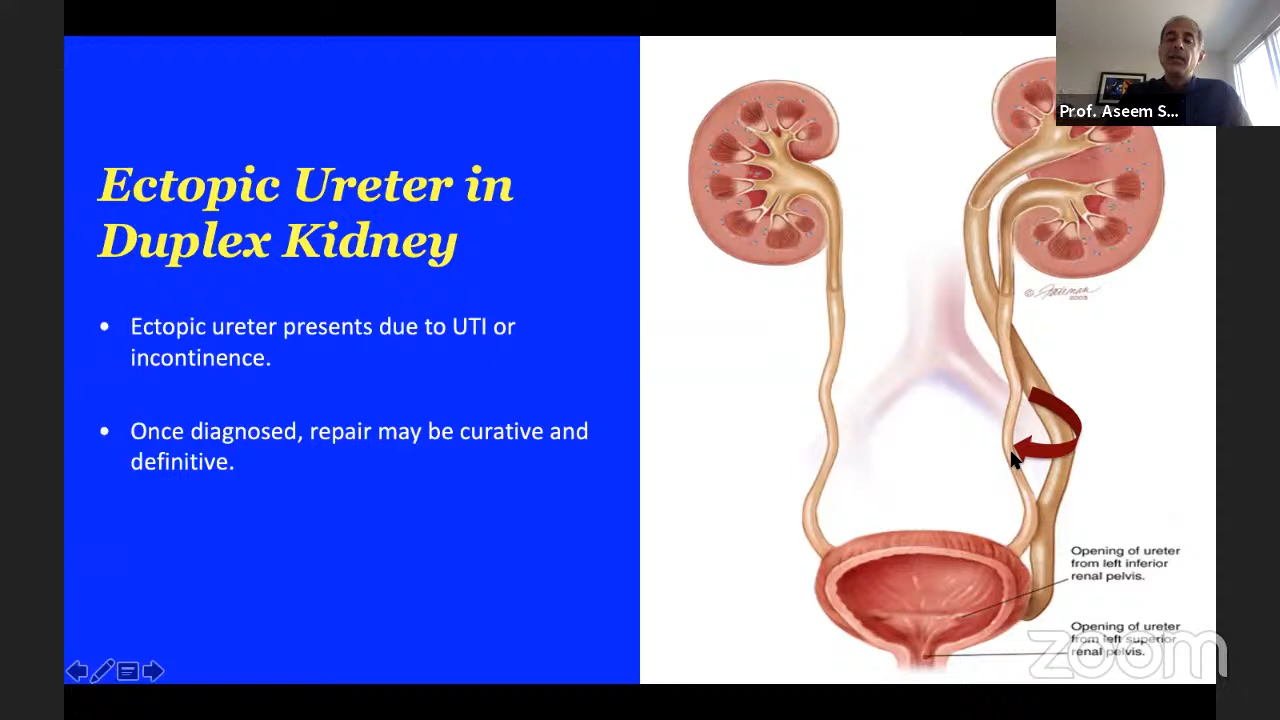 Prof. Aseem S...
Ectopic Ureter in
Duplex Kidney
• Ectopic ureter presents due to UTI or
incontinence.
• Once diagnosed, repair may be curative and
definitive.
©
2003
Opening of ureter
from left inferior
renal pelvis.
Opening of ureter
from left superior
renal pelvis.
zoom